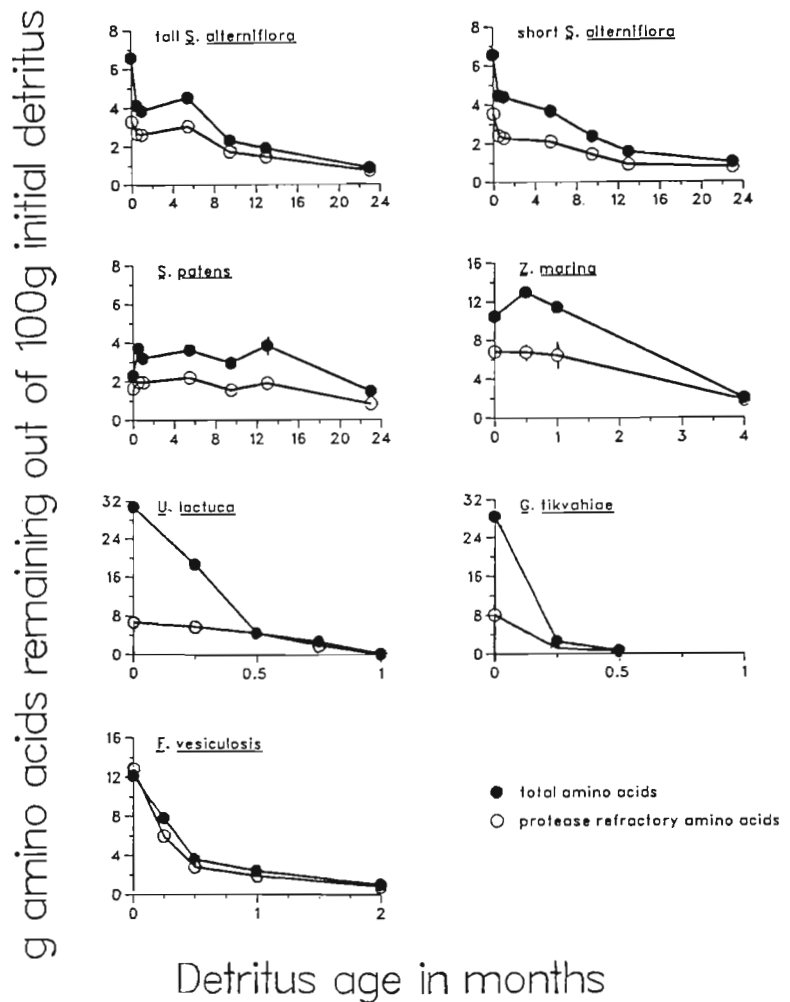 g amino acids remaining out of 100g initial detritus
tall S. alterniflora
8
6
4
2
0
0 4 8 12 16 20 24
short S. alterniflora
8
6
4
2
0
0 4 8 12 16 20 24
S. patens
8
6
4
2
0
0 4 8 12 16 20 24
Z. marina
16
12
8
4
0
0 1 2 3 4
U. lactuca
32
24
16
8
0
0 0.5 1
G. tikvahiae
32
24
16
8
0
0 0.5 1
F. vesiculosis
16
12
8
4
0
0 1 2
total amino acids
protease refractory amino acids
Detritus age in months